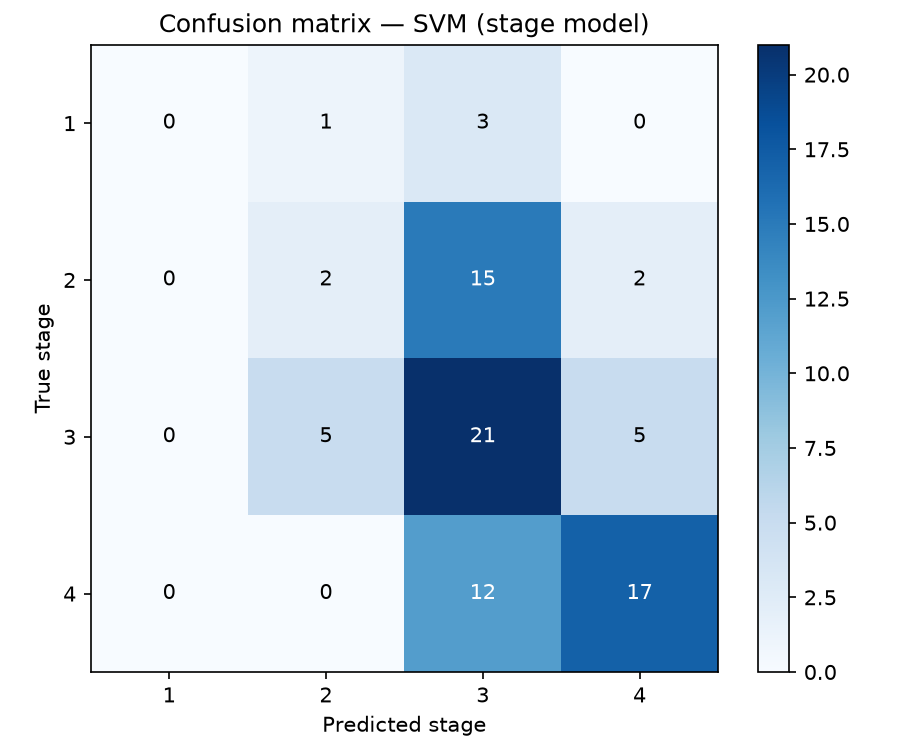 Confusion matrix — SVM (stage model)
1 0 1 3 0
2 0 2 15 2
3 0 5 21 5
4 0 0 12 17
1 2 3 4
Predicted stage
True stage
20.0
17.5
15.0
12.5
10.0
7.5
5.0
2.5
0.0